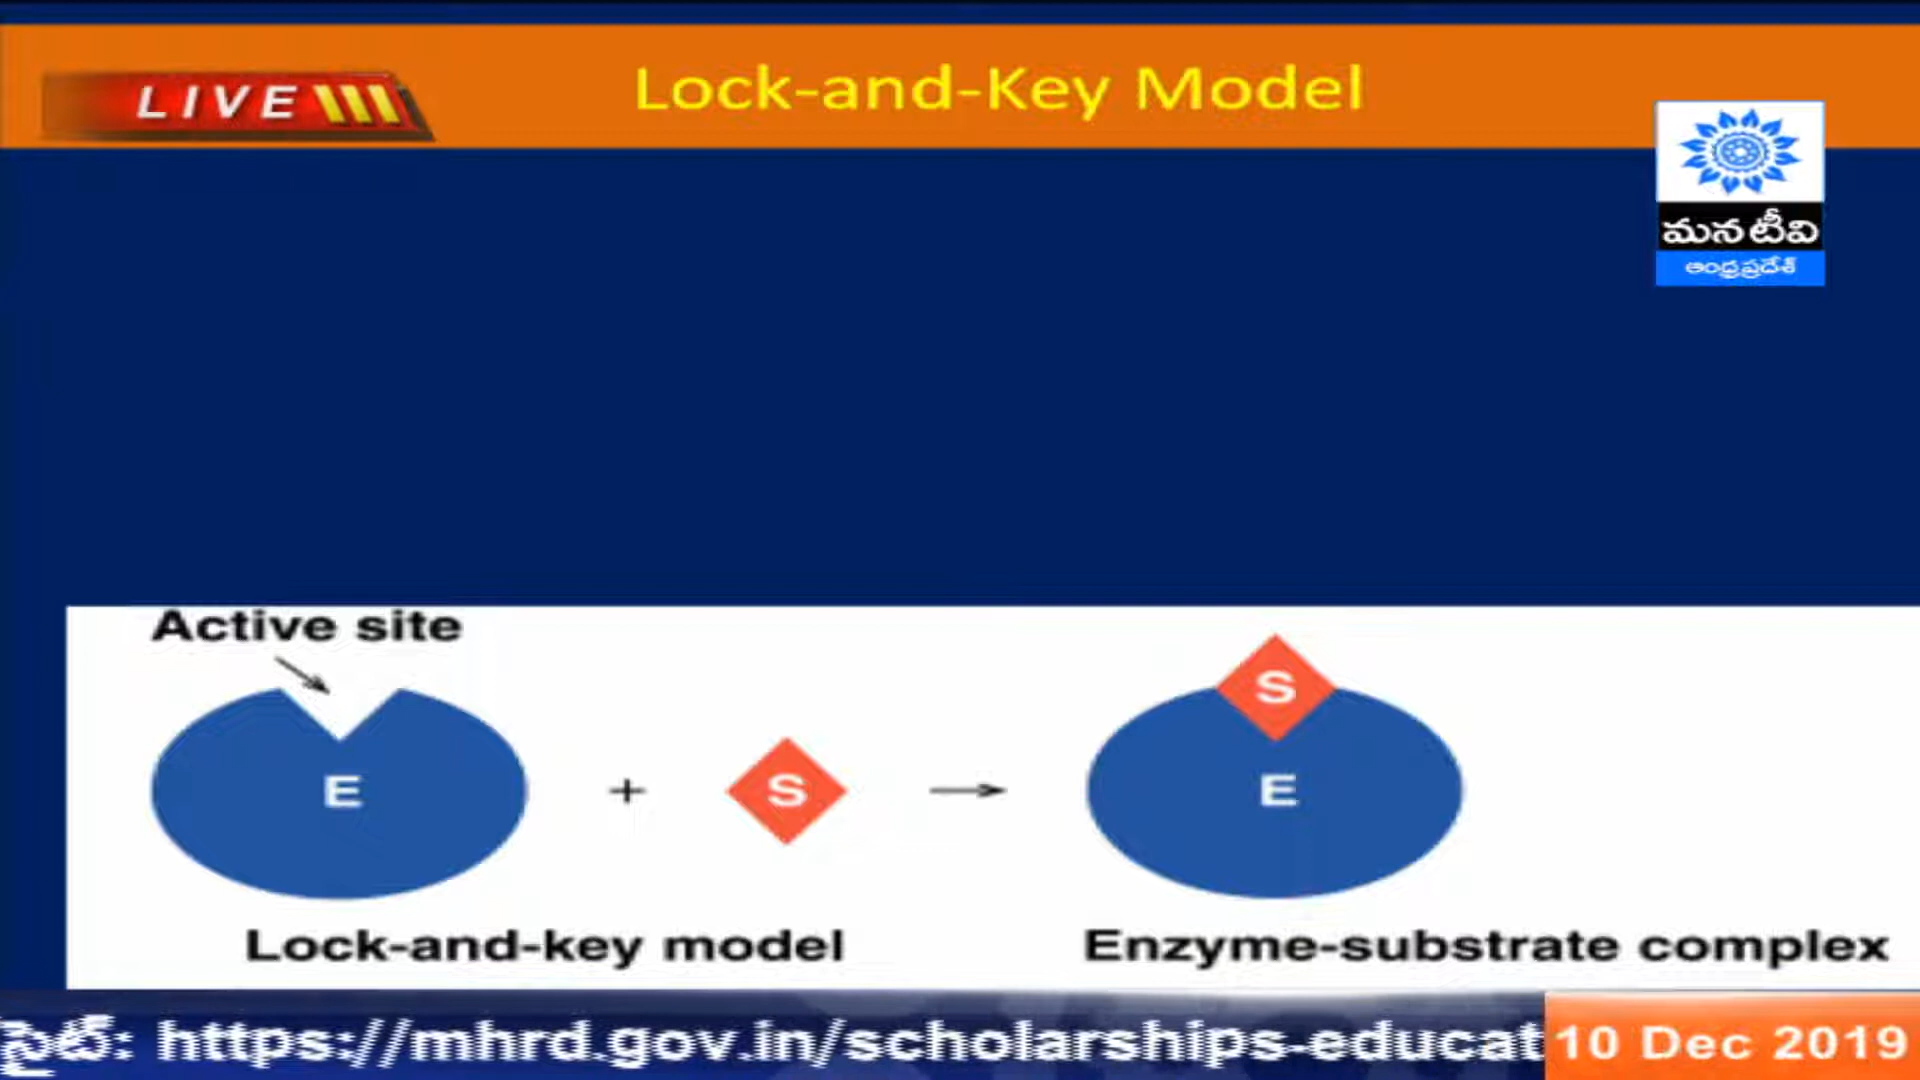 Lock-and-Key Model
LIVE
మన టీవి
ఆంధ్రప్రదేశ్
Active site
S
E
+
S
E
Lock-and-key model
Enzyme-substrate complex
సైట్: https://mhrd.gov.in/scholarships-educat
10 Dec 2019